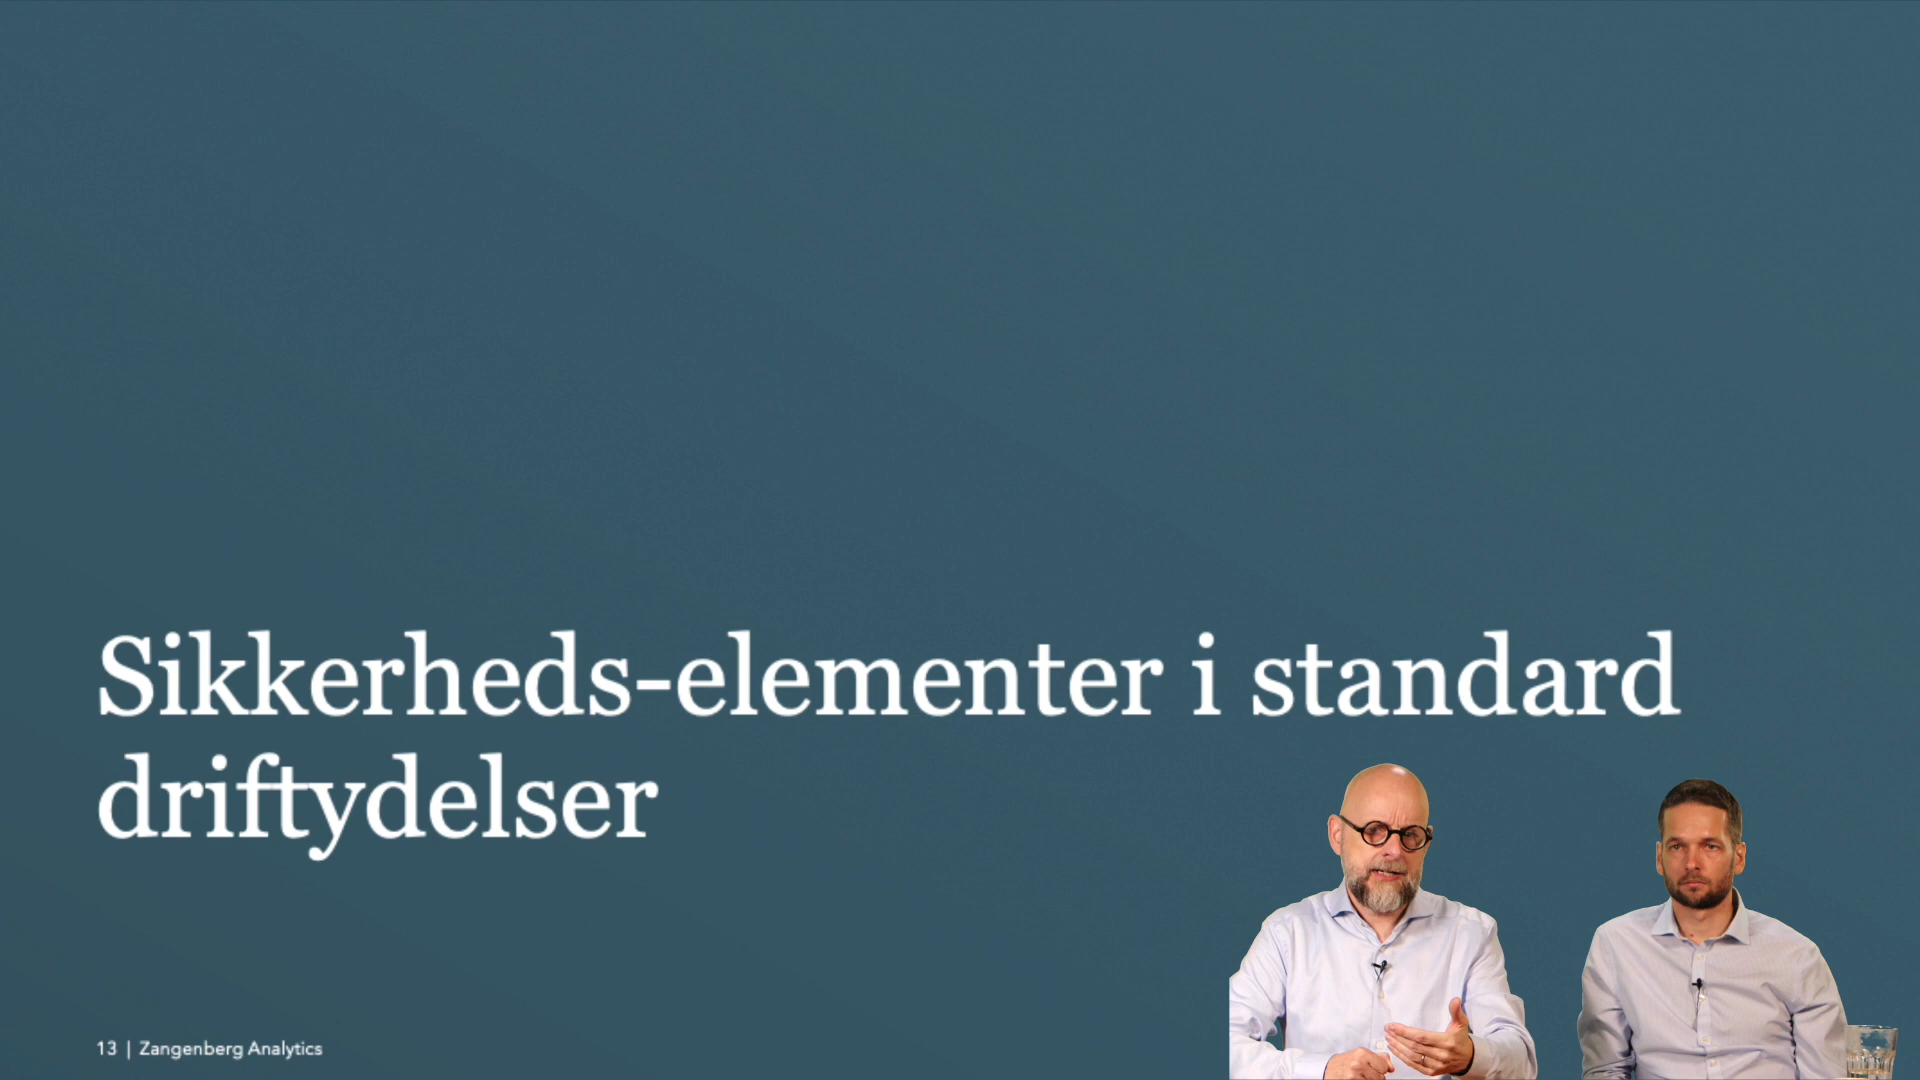 Sikkerheds-elementer i standard
driftydelser
13 | Zangenberg Analytics